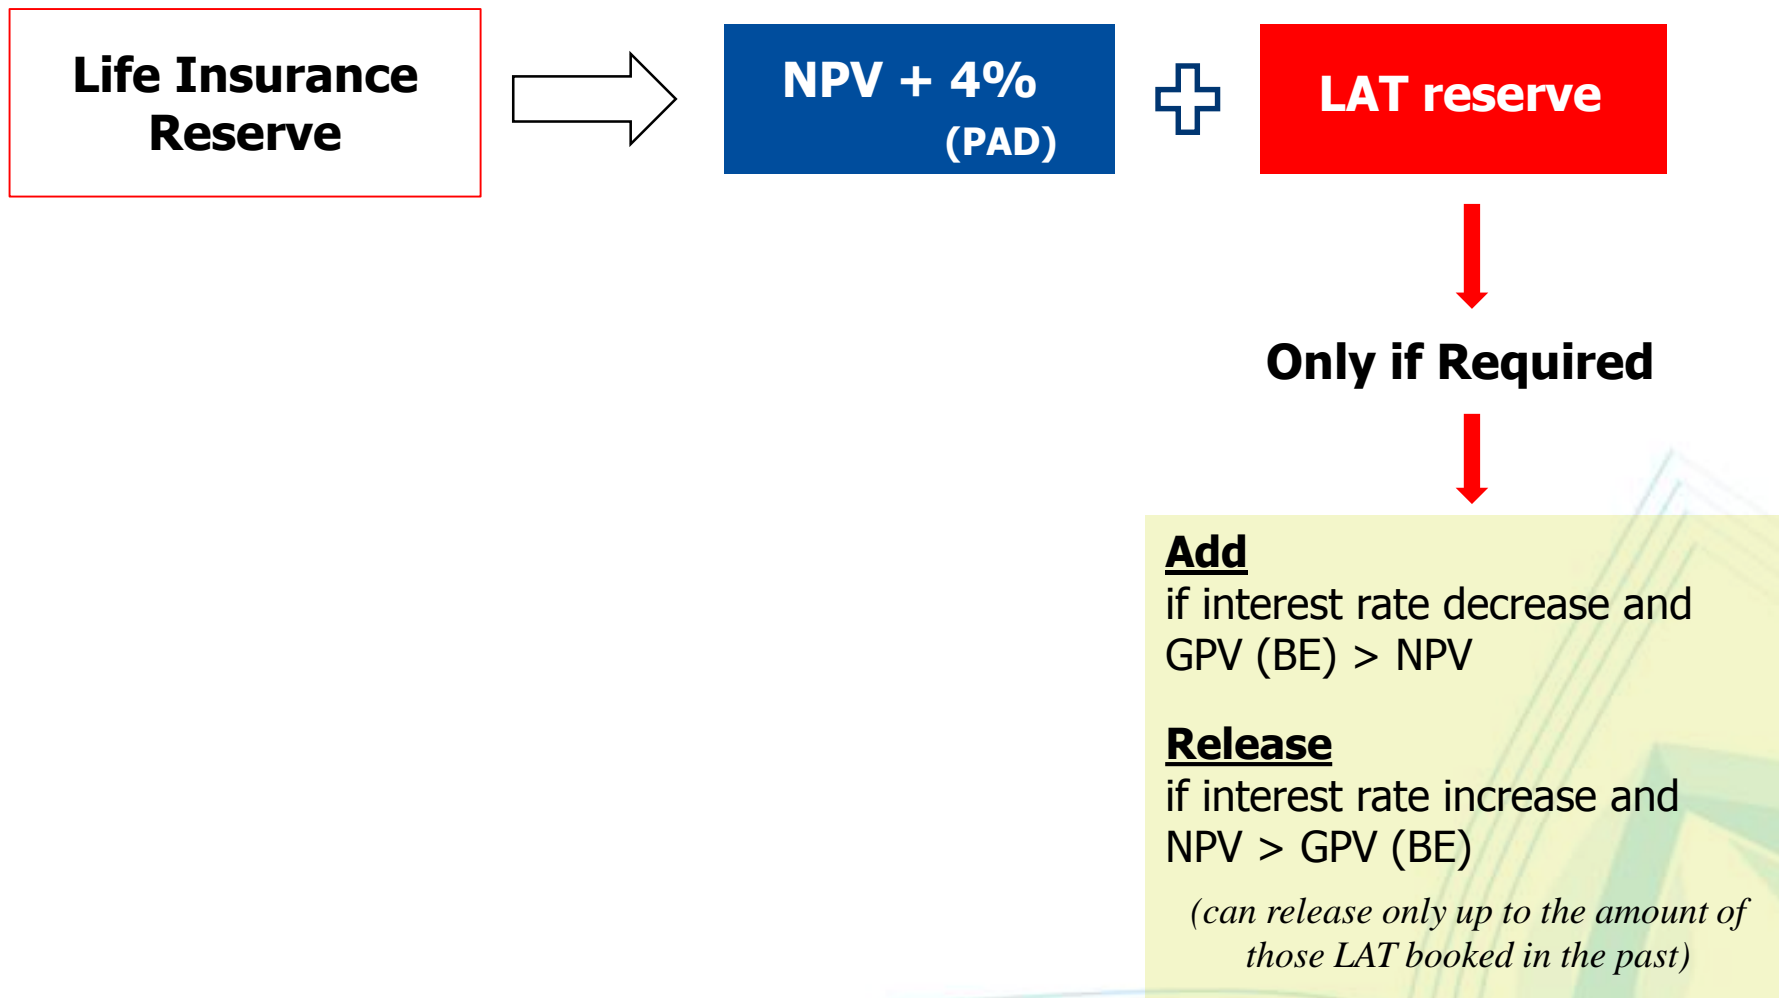 Life Insurance
Reserve
NPV + 4%
(PAD)
LAT reserve
Only if Required
Add
if interest rate decrease and
GPV (BE) > NPV
Release
if interest rate increase and
NPV > GPV (BE)
(can release only up to the amount of
those LAT booked in the past)